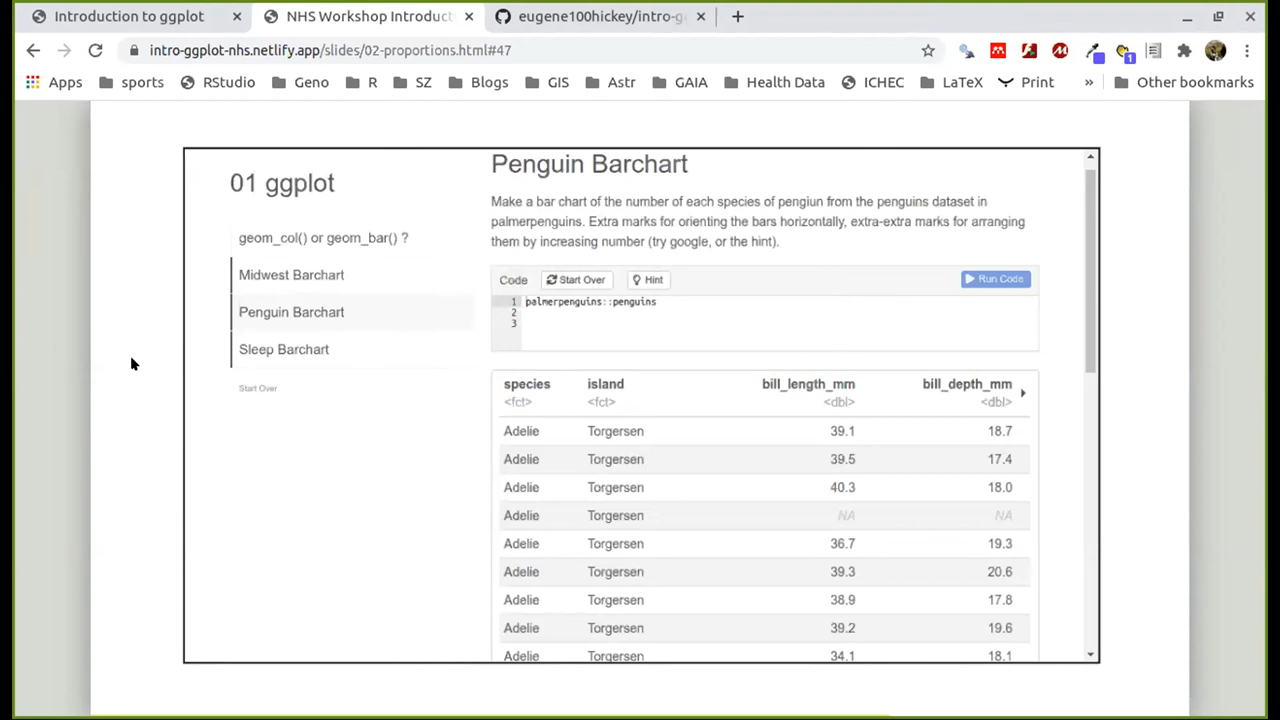 Introduction to ggplot
NHS Workshop Introduct
eugene100hickey/intro-g
intro-ggplot-nhs.netlify.app/slides/02-proportions.html#47
1
Apps
sports
RStudio
Geno
R
SZ
Blogs
GIS
Astr
GAIA
Health Data
ICHEC
LaTeX
Print
»
Other bookmarks
01 ggplot
geom_col() or geom_bar() ?
Midwest Barchart
Penguin Barchart
Sleep Barchart
Start Over
Penguin Barchart
Make a bar chart of the number of each species of pengiun from the penguins dataset in
palmerpenguins. Extra marks for orienting the bars horizontally, extra-extra marks for arranging
them by increasing number (try google, or the hint).
Code Start Over Hint Run Code
1 palmerpenguins::penguins
2
3
species island bill_length_mm bill_depth_mm
<fct> <fct> <dbl> <dbl>
Adelie Torgersen 39.1 18.7
Adelie Torgersen 39.5 17.4
Adelie Torgersen 40.3 18.0
Adelie Torgersen NA NA
Adelie Torgersen 36.7 19.3
Adelie Torgersen 39.3 20.6
Adelie Torgersen 38.9 17.8
Adelie Torgersen 39.2 19.6
Adelie Torgersen 34.1 18.1